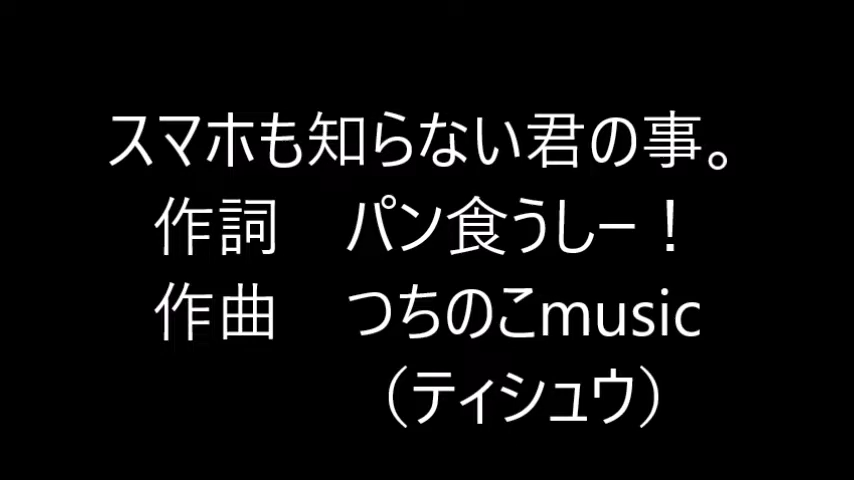 スマホも知らない君の事。
作詞　パン食うしー！
作曲　つちのこmusic
（ティシュウ）